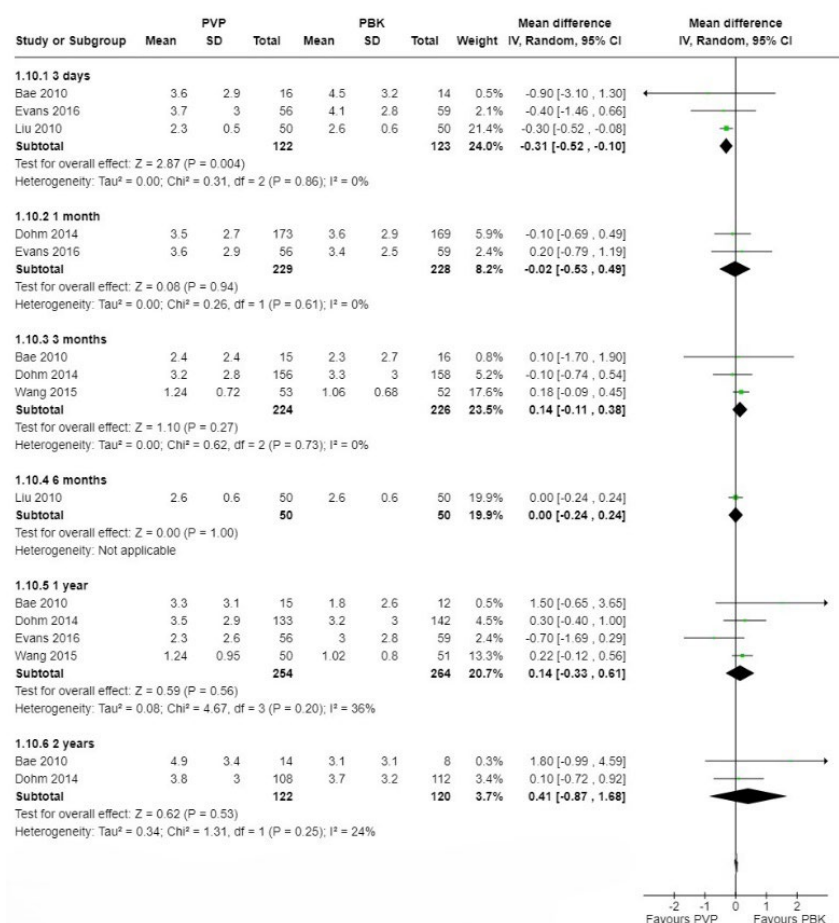 PVP PBK Mean difference Mean difference
Study or Subgroup Mean SD Total Mean SD Total Weight IV, Random, 95% CI IV, Random, 95% CI
1.10.1 3 days
Bae 2010 3.6 2.9 16 4.5 3.2 14 0.5% -0.90 [-3.10 , 1.30]
Evans 2016 3.7 3 56 4.1 2.8 59 2.1% -0.40 [-1.46 , 0.66]
Liu 2010 2.3 0.5 50 2.6 0.6 50 21.4% -0.30 [-0.52 , -0.08]
Subtotal 122 123 24.0% -0.31 [-0.52 , -0.10]
Test for overall effect: Z = 2.87 (P = 0.004)
Heterogeneity: Tau² = 0.00; Chi² = 0.31, df = 2 (P = 0.86); I² = 0%
1.10.2 1 month
Dohm 2014 3.5 2.7 173 3.6 2.9 169 5.9% -0.10 [-0.69 , 0.49]
Evans 2016 3.6 2.9 56 3.4 2.5 59 2.4% 0.20 [-0.79 , 1.19]
Subtotal 229 228 8.2% -0.02 [-0.53 , 0.49]
Test for overall effect: Z = 0.08 (P = 0.94)
Heterogeneity: Tau² = 0.00; Chi² = 0.26, df = 1 (P = 0.61); I² = 0%
1.10.3 3 months
Bae 2010 2.4 2.4 15 2.3 2.7 16 0.8% 0.10 [-1.70 , 1.90]
Dohm 2014 3.2 2.8 156 3.3 3 158 5.2% -0.10 [-0.74 , 0.54]
Wang 2015 1.24 0.72 53 1.06 0.68 52 17.6% 0.18 [-0.09 , 0.45]
Subtotal 224 226 23.5% 0.14 [-0.11 , 0.38]
Test for overall effect: Z = 1.10 (P = 0.27)
Heterogeneity: Tau² = 0.00; Chi² = 0.62, df = 2 (P = 0.73); I² = 0%
1.10.4 6 months
Liu 2010 2.6 0.6 50 2.6 0.6 50 19.9% 0.00 [-0.24 , 0.24]
Subtotal 50 50 19.9% 0.00 [-0.24 , 0.24]
Test for overall effect: Z = 0.00 (P = 1.00)
Heterogeneity: Not applicable
1.10.5 1 year
Bae 2010 3.3 3.1 15 1.8 2.6 12 0.5% 1.50 [-0.65 , 3.65]
Dohm 2014 3.5 2.9 133 3.2 3 142 4.5% 0.30 [-0.40 , 1.00]
Evans 2016 2.3 2.6 56 3 2.8 59 2.4% -0.70 [-1.69 , 0.29]
Wang 2015 1.24 0.95 50 1.02 0.8 51 13.3% 0.22 [-0.12 , 0.56]
Subtotal 254 264 20.7% 0.14 [-0.33 , 0.61]
Test for overall effect: Z = 0.59 (P = 0.56)
Heterogeneity: Tau² = 0.08; Chi² = 4.67, df = 3 (P = 0.20); I² = 36%
1.10.6 2 years
Bae 2010 4.9 3.4 14 3.1 3.1 8 0.3% 1.80 [-0.99 , 4.59]
Dohm 2014 3.8 3 108 3.7 3.2 112 3.4% 0.10 [-0.72 , 0.92]
Subtotal 122 120 3.7% 0.41 [-0.87 , 1.68]
Test for overall effect: Z = 0.62 (P = 0.53)
Heterogeneity: Tau² = 0.34; Chi² = 1.31, df = 1 (P = 0.25); I² = 24%
-2 -1 0 1 2
Favours PVP Favours PBK